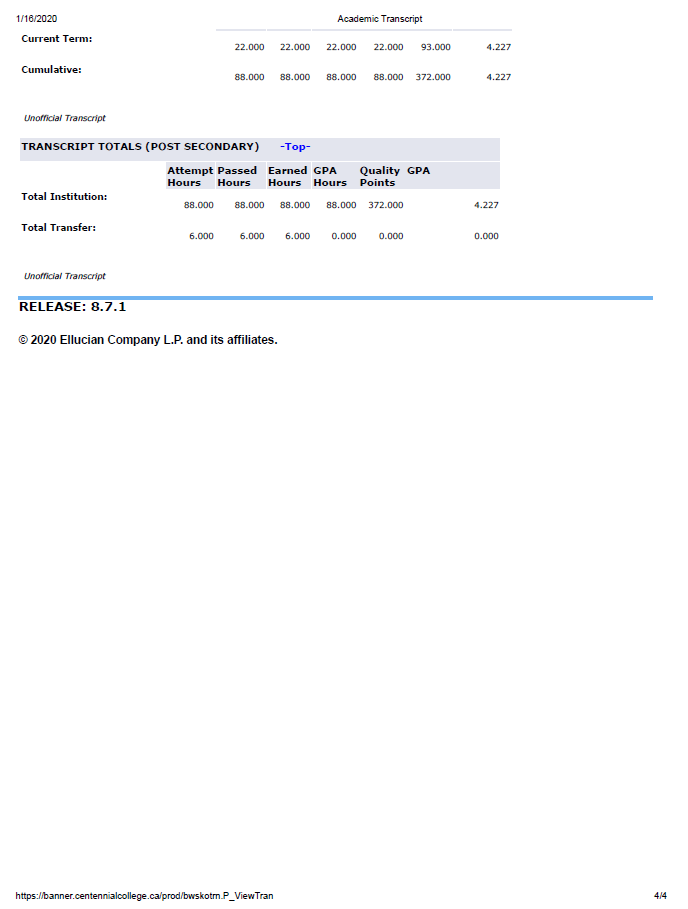 1/16/2020 Academic Transcript
Current Term: 22.000 22.000 22.000 22.000 93.000 4.227
Cumulative: 88.000 88.000 88.000 88.000 372.000 4.227
Unofficial Transcript
TRANSCRIPT TOTALS (POST SECONDARY) -Top-
Attempt Passed Earned GPA Quality GPA
Hours Hours Hours Hours Points
Total Institution: 88.000 88.000 88.000 88.000 372.000 4.227
Total Transfer: 6.000 6.000 6.000 0.000 0.000 0.000
Unofficial Transcript
RELEASE: 8.7.1
© 2020 Ellucian Company L.P. and its affiliates.
https://banner.centennialcollege.ca/prod/bwskotrn.P_ViewTran 4/4